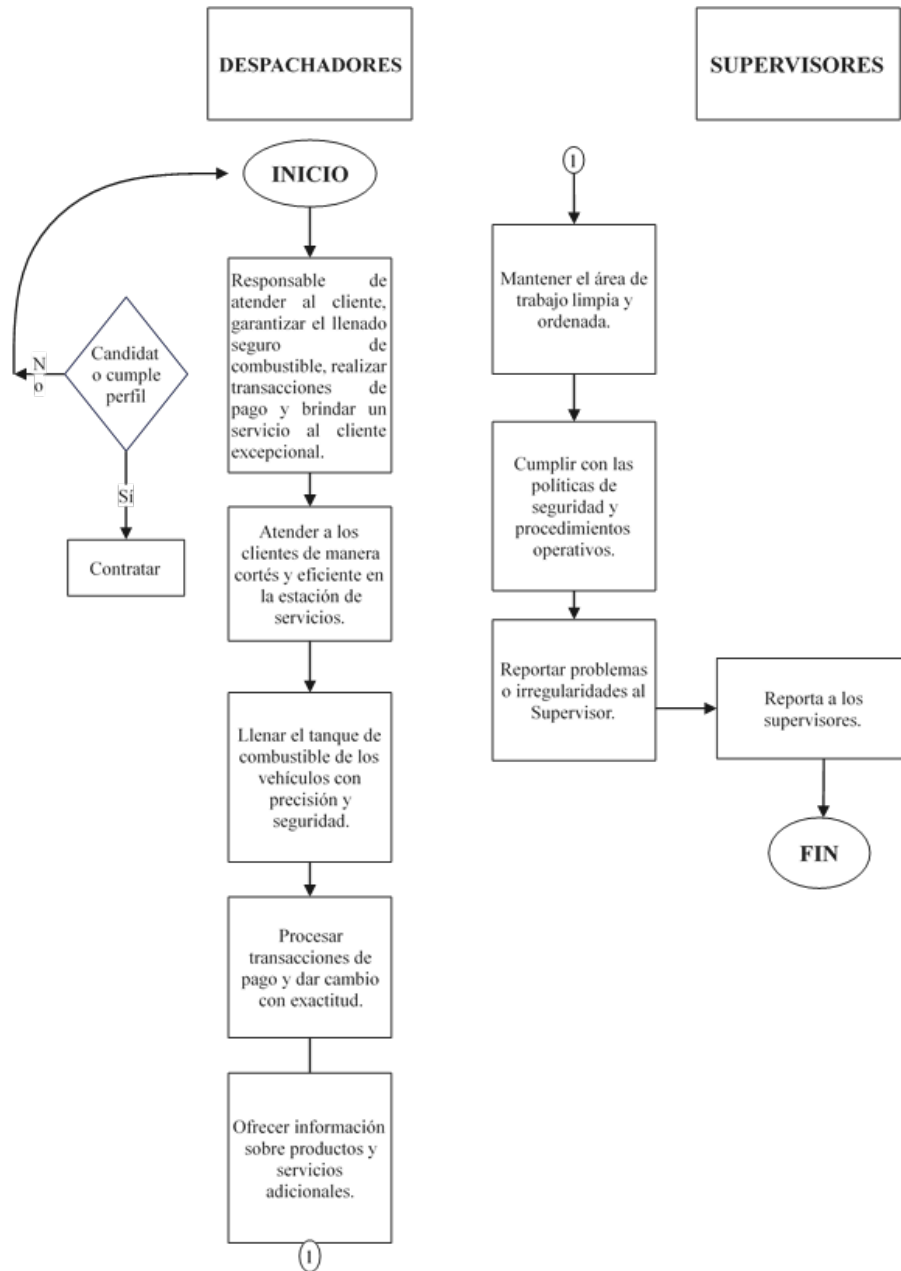 DESPACHADORES
SUPERVISORES
INICIO
Responsable de
atender al cliente,
garantizar el llenado
seguro de
combustible, realizar
transacciones de
pago y brindar un
servicio al cliente
excepcional.
Candidat
o cumple
perfil
N
o
Sí
Contratar
Atender a los
clientes de manera
cortés y eficiente en
la estación de
servicios.
Llenar el tanque de
combustible de los
vehículos con
precisión y
seguridad.
Procesar
transacciones de
pago y dar cambio
con exactitud.
Ofrecer información
sobre productos y
servicios
adicionales.
1
1
Mantener el área de
trabajo limpia y
ordenada.
Cumplir con las
políticas de
seguridad y
procedimientos
operativos.
Reportar problemas
o irregularidades al
Supervisor.
Reporta a los
supervisores.
FIN